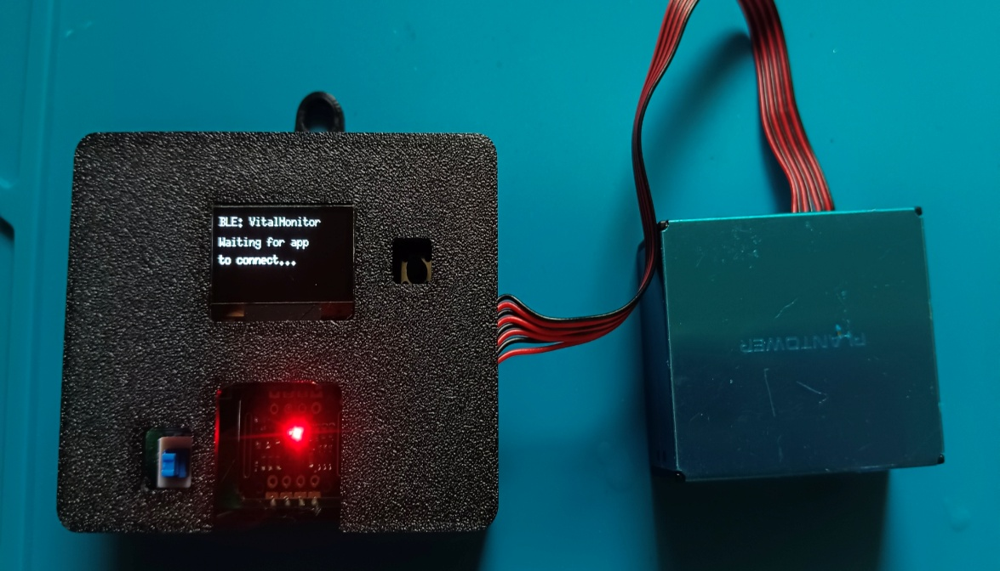 BLE: VitalMonitor
Waiting for app
to connect...
PLANTOWER